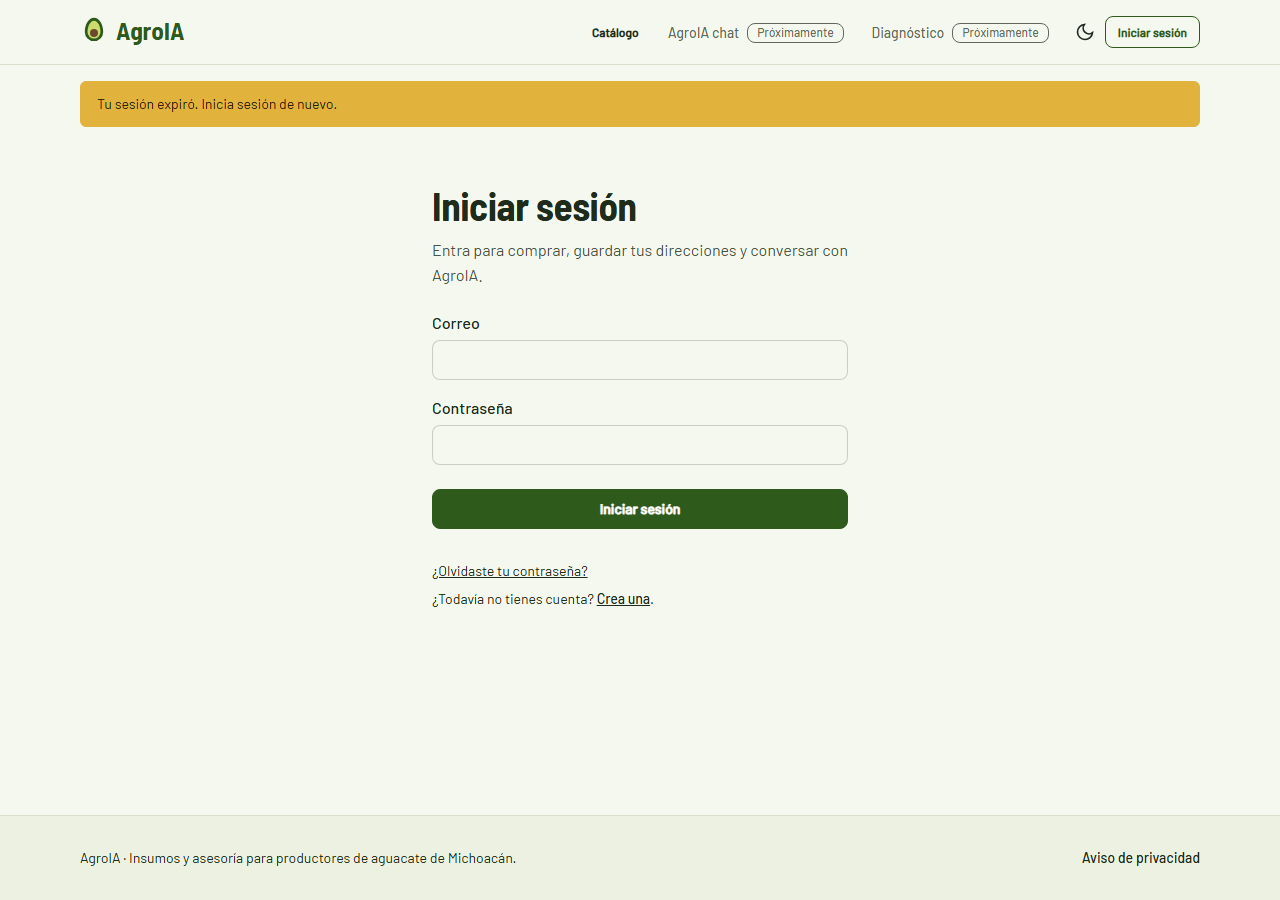 AgroIA
Catálogo
AgroIA chat
Próximamente
Diagnóstico
Próximamente
Iniciar sesión
Tu sesión expiró. Inicia sesión de nuevo.
Iniciar sesión
Entra para comprar, guardar tus direcciones y conversar con
AgroIA.
Correo
Contraseña
Iniciar sesión
¿Olvidaste tu contraseña?
¿Todavía no tienes cuenta? Crea una.
AgroIA · Insumos y asesoría para productores de aguacate de Michoacán.
Aviso de privacidad